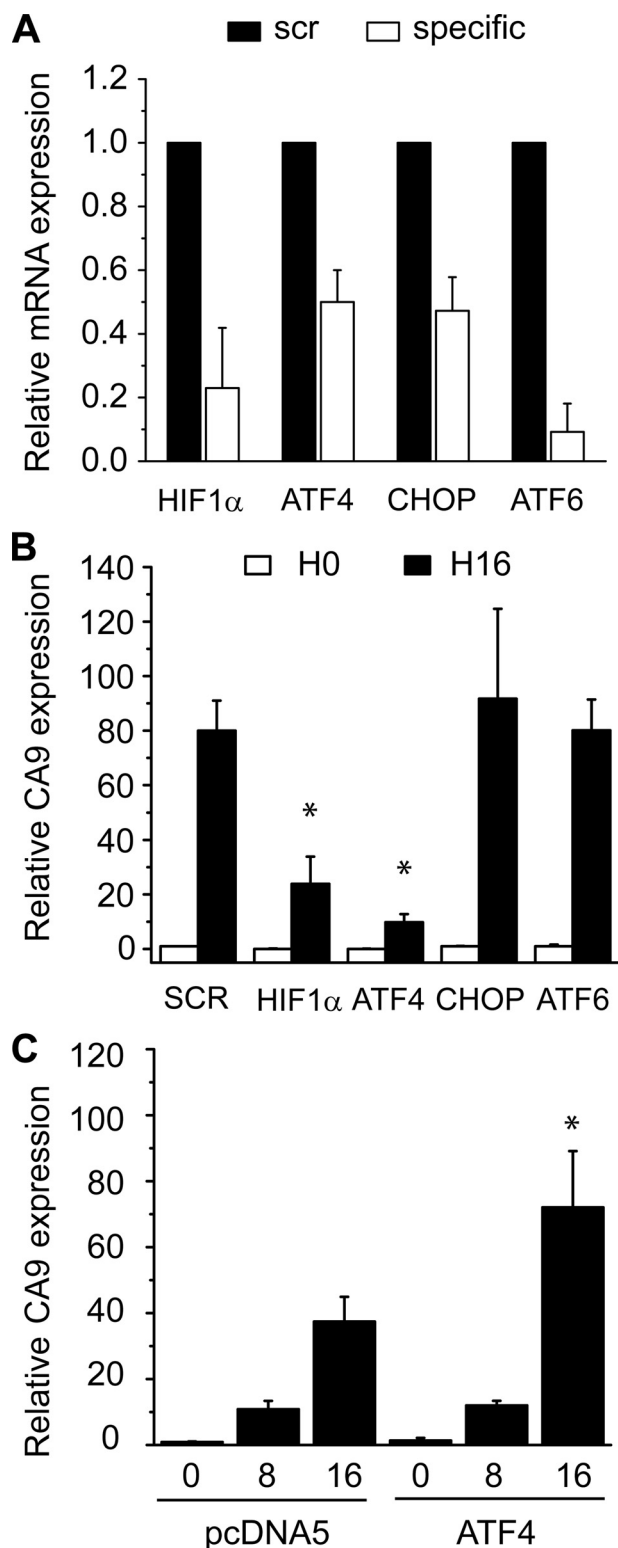 A
scr specific
Relative mRNA expression
1.2
1.0
0.8
0.6
0.4
0.2
0.0
HIF1α ATF4 CHOP ATF6
B
H0 H16
Relative CA9 expression
140
120
100
80
60
40
20
0
* *
SCR HIF1α ATF4 CHOP ATF6
C
Relative CA9 expression
120
100
80
60
40
20
0
*
0 8 16 0 8 16
pcDNA5 ATF4